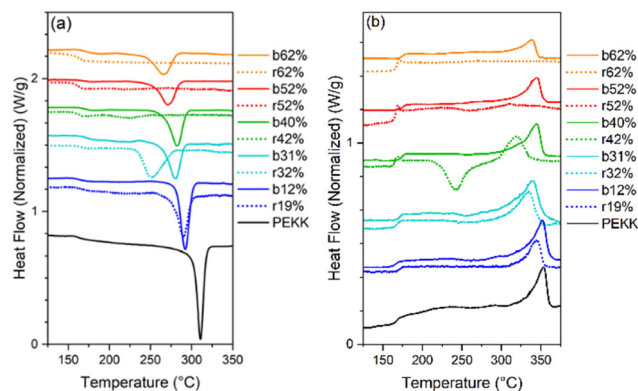 (a)
Heat Flow (Normalized) (W/g)
2
1
0
150 200 250 300 350
Temperature (°C)
b62%
r62%
b52%
r52%
b40%
r42%
b31%
r32%
b12%
r19%
PEKK
(b)
Heat Flow (Normalized) (W/g)
1
0
150 200 250 300 350
Temperature (°C)
b62%
r62%
b52%
r52%
b40%
r42%
b31%
r32%
b12%
r19%
PEKK